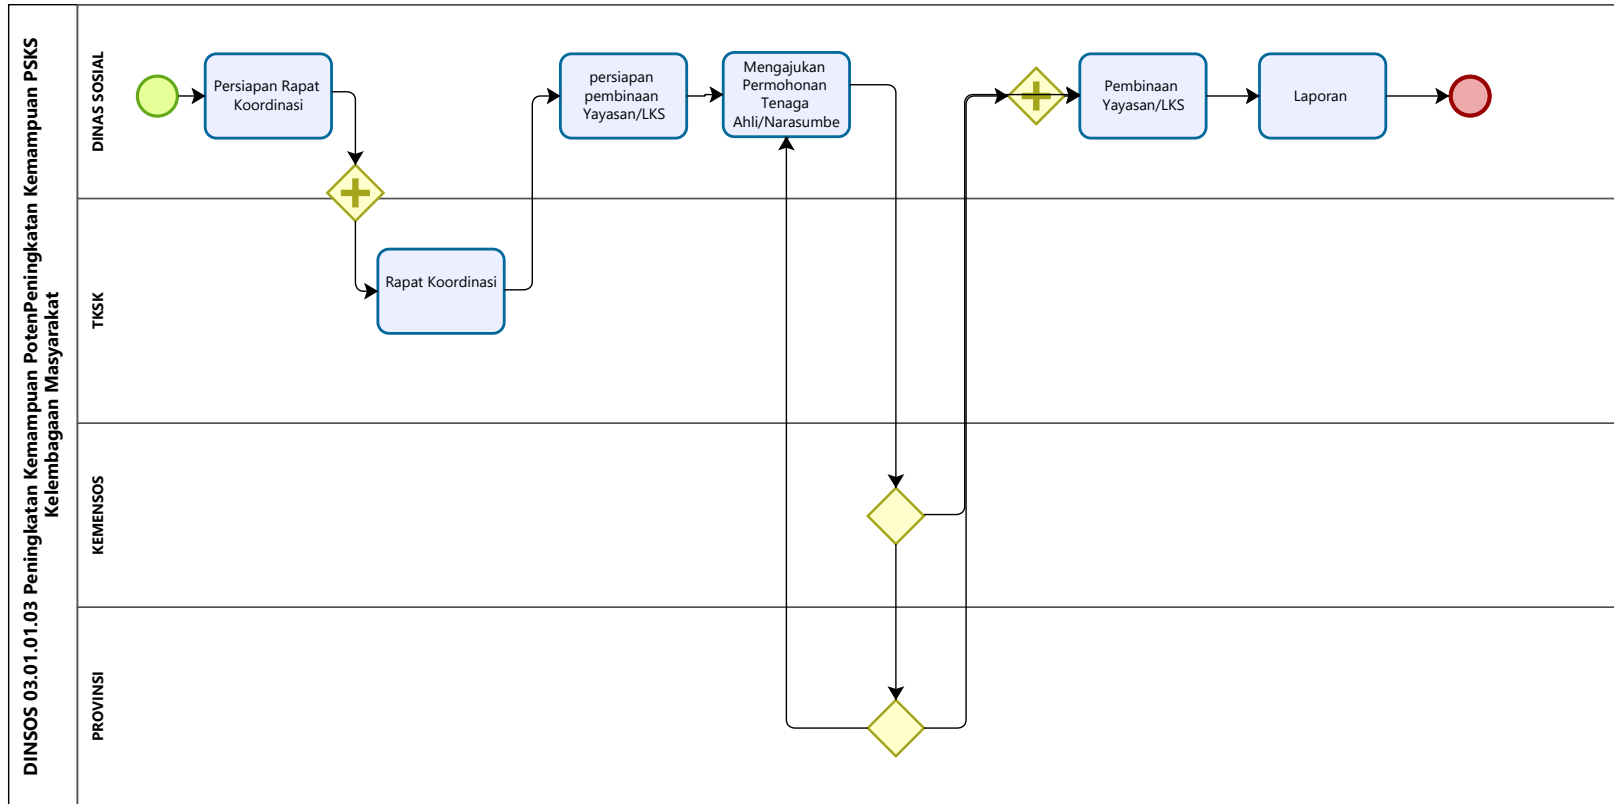 DINSOS 03.01.01.03 Peningkatan Kemampuan PotenPeningkatan Kemampuan PSKS
Kelembagaan Masyarakat
DINAS SOSIAL
Persiapan Rapat
Koordinasi
persiapan
pembinaan
Yayasan/LKS
Mengajukan
Permohonan
Tenaga
Ahli/Narasumbe
Pembinaan
Yayasan/LKS
Laporan
TKSK
Rapat Koordinasi
KEMENSOS
PROVINSI